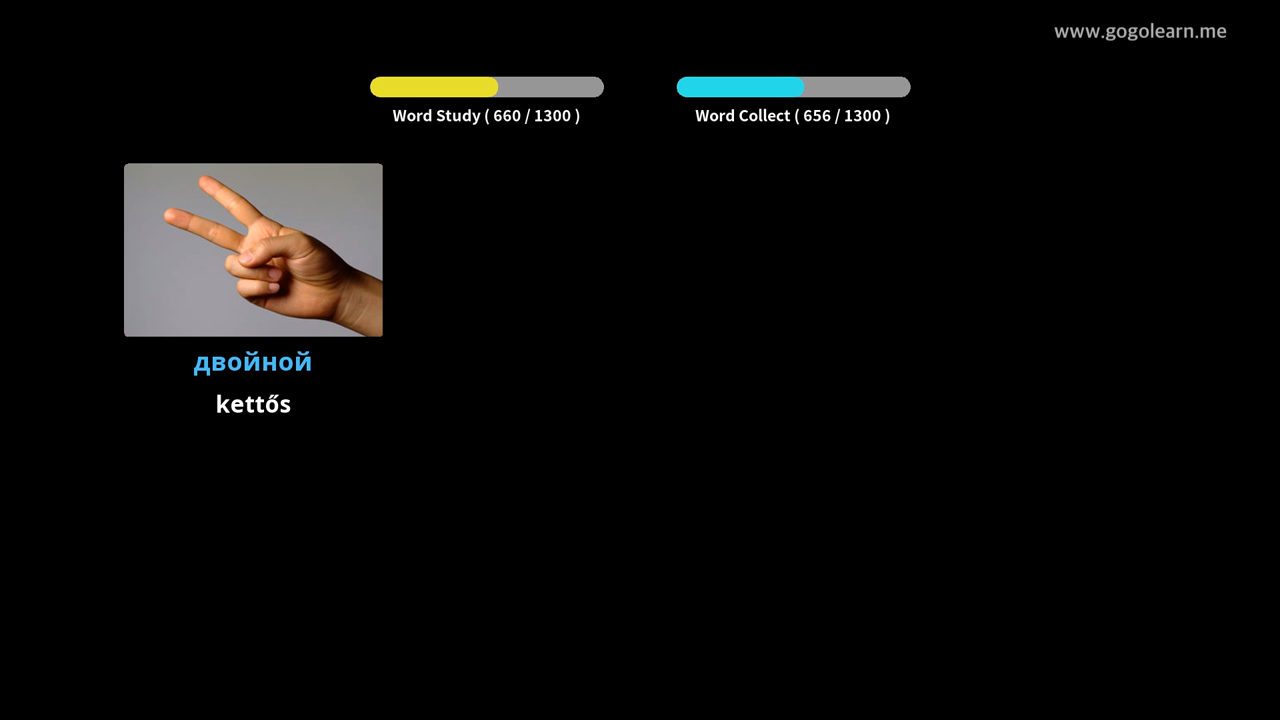 www.gogolearn.me
Word Study ( 660 / 1300 )
Word Collect ( 656 / 1300 )
двойной
kettős